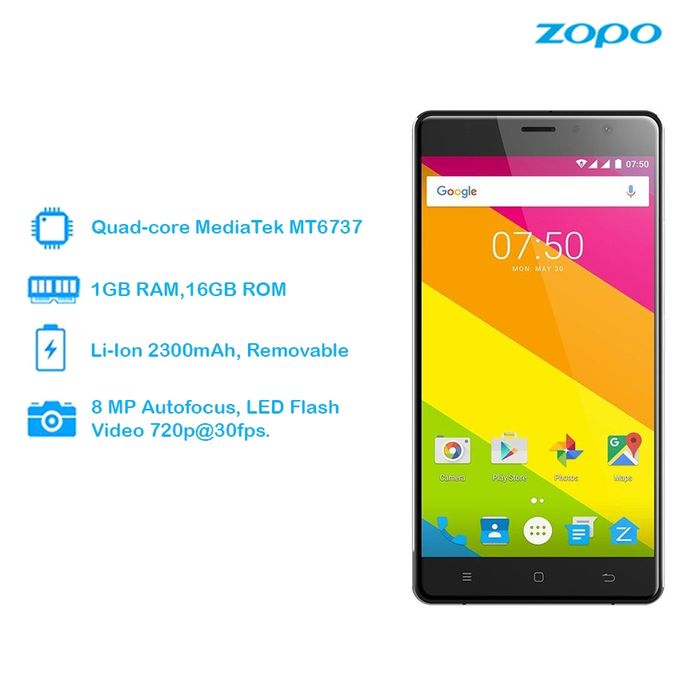 ZOPO
Quad-core MediaTek MT6737
1GB RAM,16GB ROM
Li-Ion 2300mAh, Removable
8 MP Autofocus, LED Flash
Video 720p@30fps.
07:50
Google
07:50
MON, MAY 30
Camera
Play Store
Photos
Maps
G